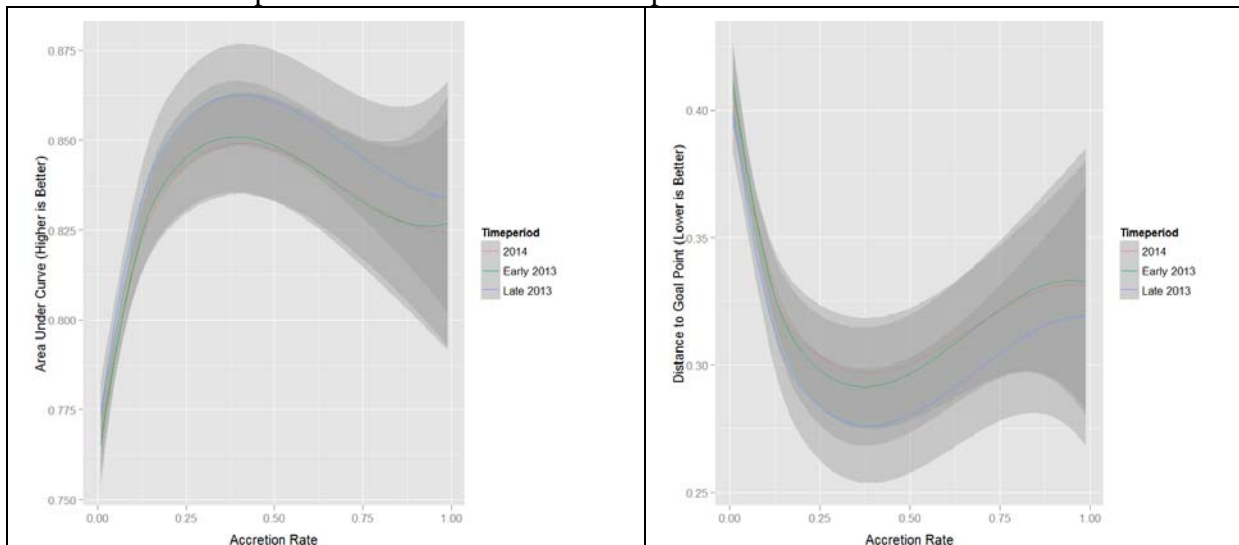 Area Under Curve (Higher is Better)
0.875
0.850
0.825
0.800
0.775
0.750
0.00 0.25 0.50 0.75 1.00
Accretion Rate
Timeperiod
2014
Early 2013
Late 2013
Distance to Goal Point (Lower is Better)
0.40
0.35
0.30
0.25
0.00 0.25 0.50 0.75 1.00
Accretion Rate
Timeperiod
2014
Early 2013
Late 2013